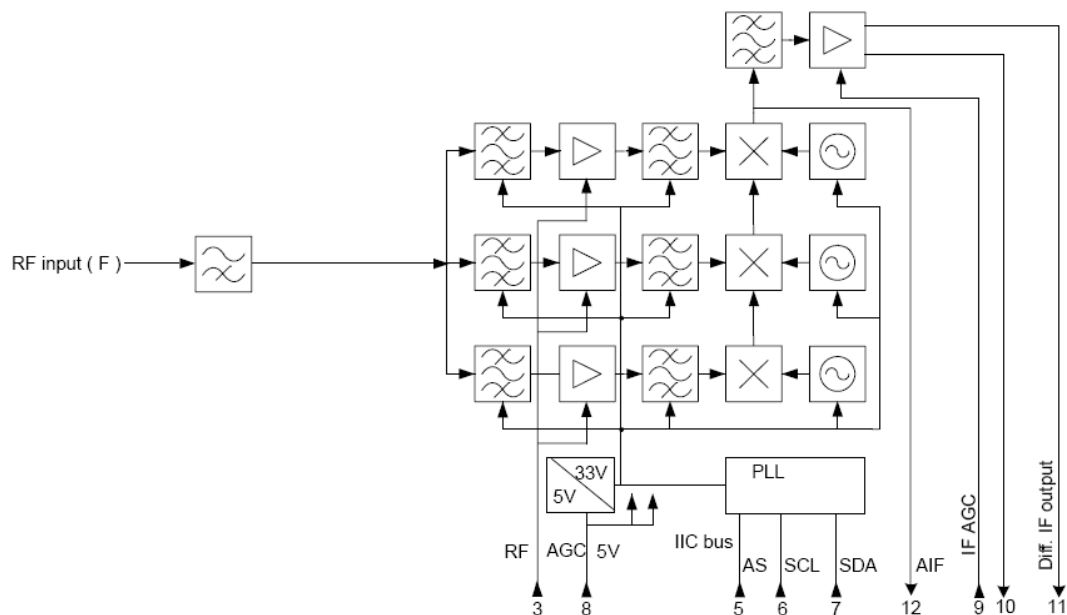 RF input ( F )
33V
5V
PLL
RF
AGC
5V
IIC bus
AS
SCL
SDA
AIF
IF AGC
Diff. IF output
3
8
5
6
7
12
9
10
11